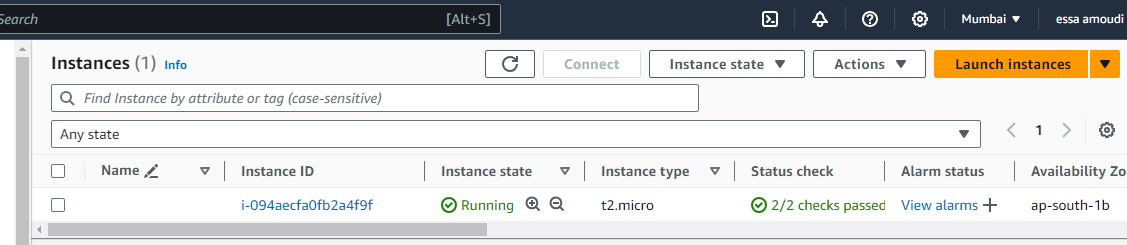 Search [Alt+S] Mumbai essa amoudi
Instances (1) Info Connect Instance state Actions Launch instances
Find Instance by attribute or tag (case-sensitive)
Any state 1
Name Instance ID Instance state Instance type Status check Alarm status Availability Zo
i-094aecfa0fb2a4f9f Running t2.micro 2/2 checks passed View alarms ap-south-1b